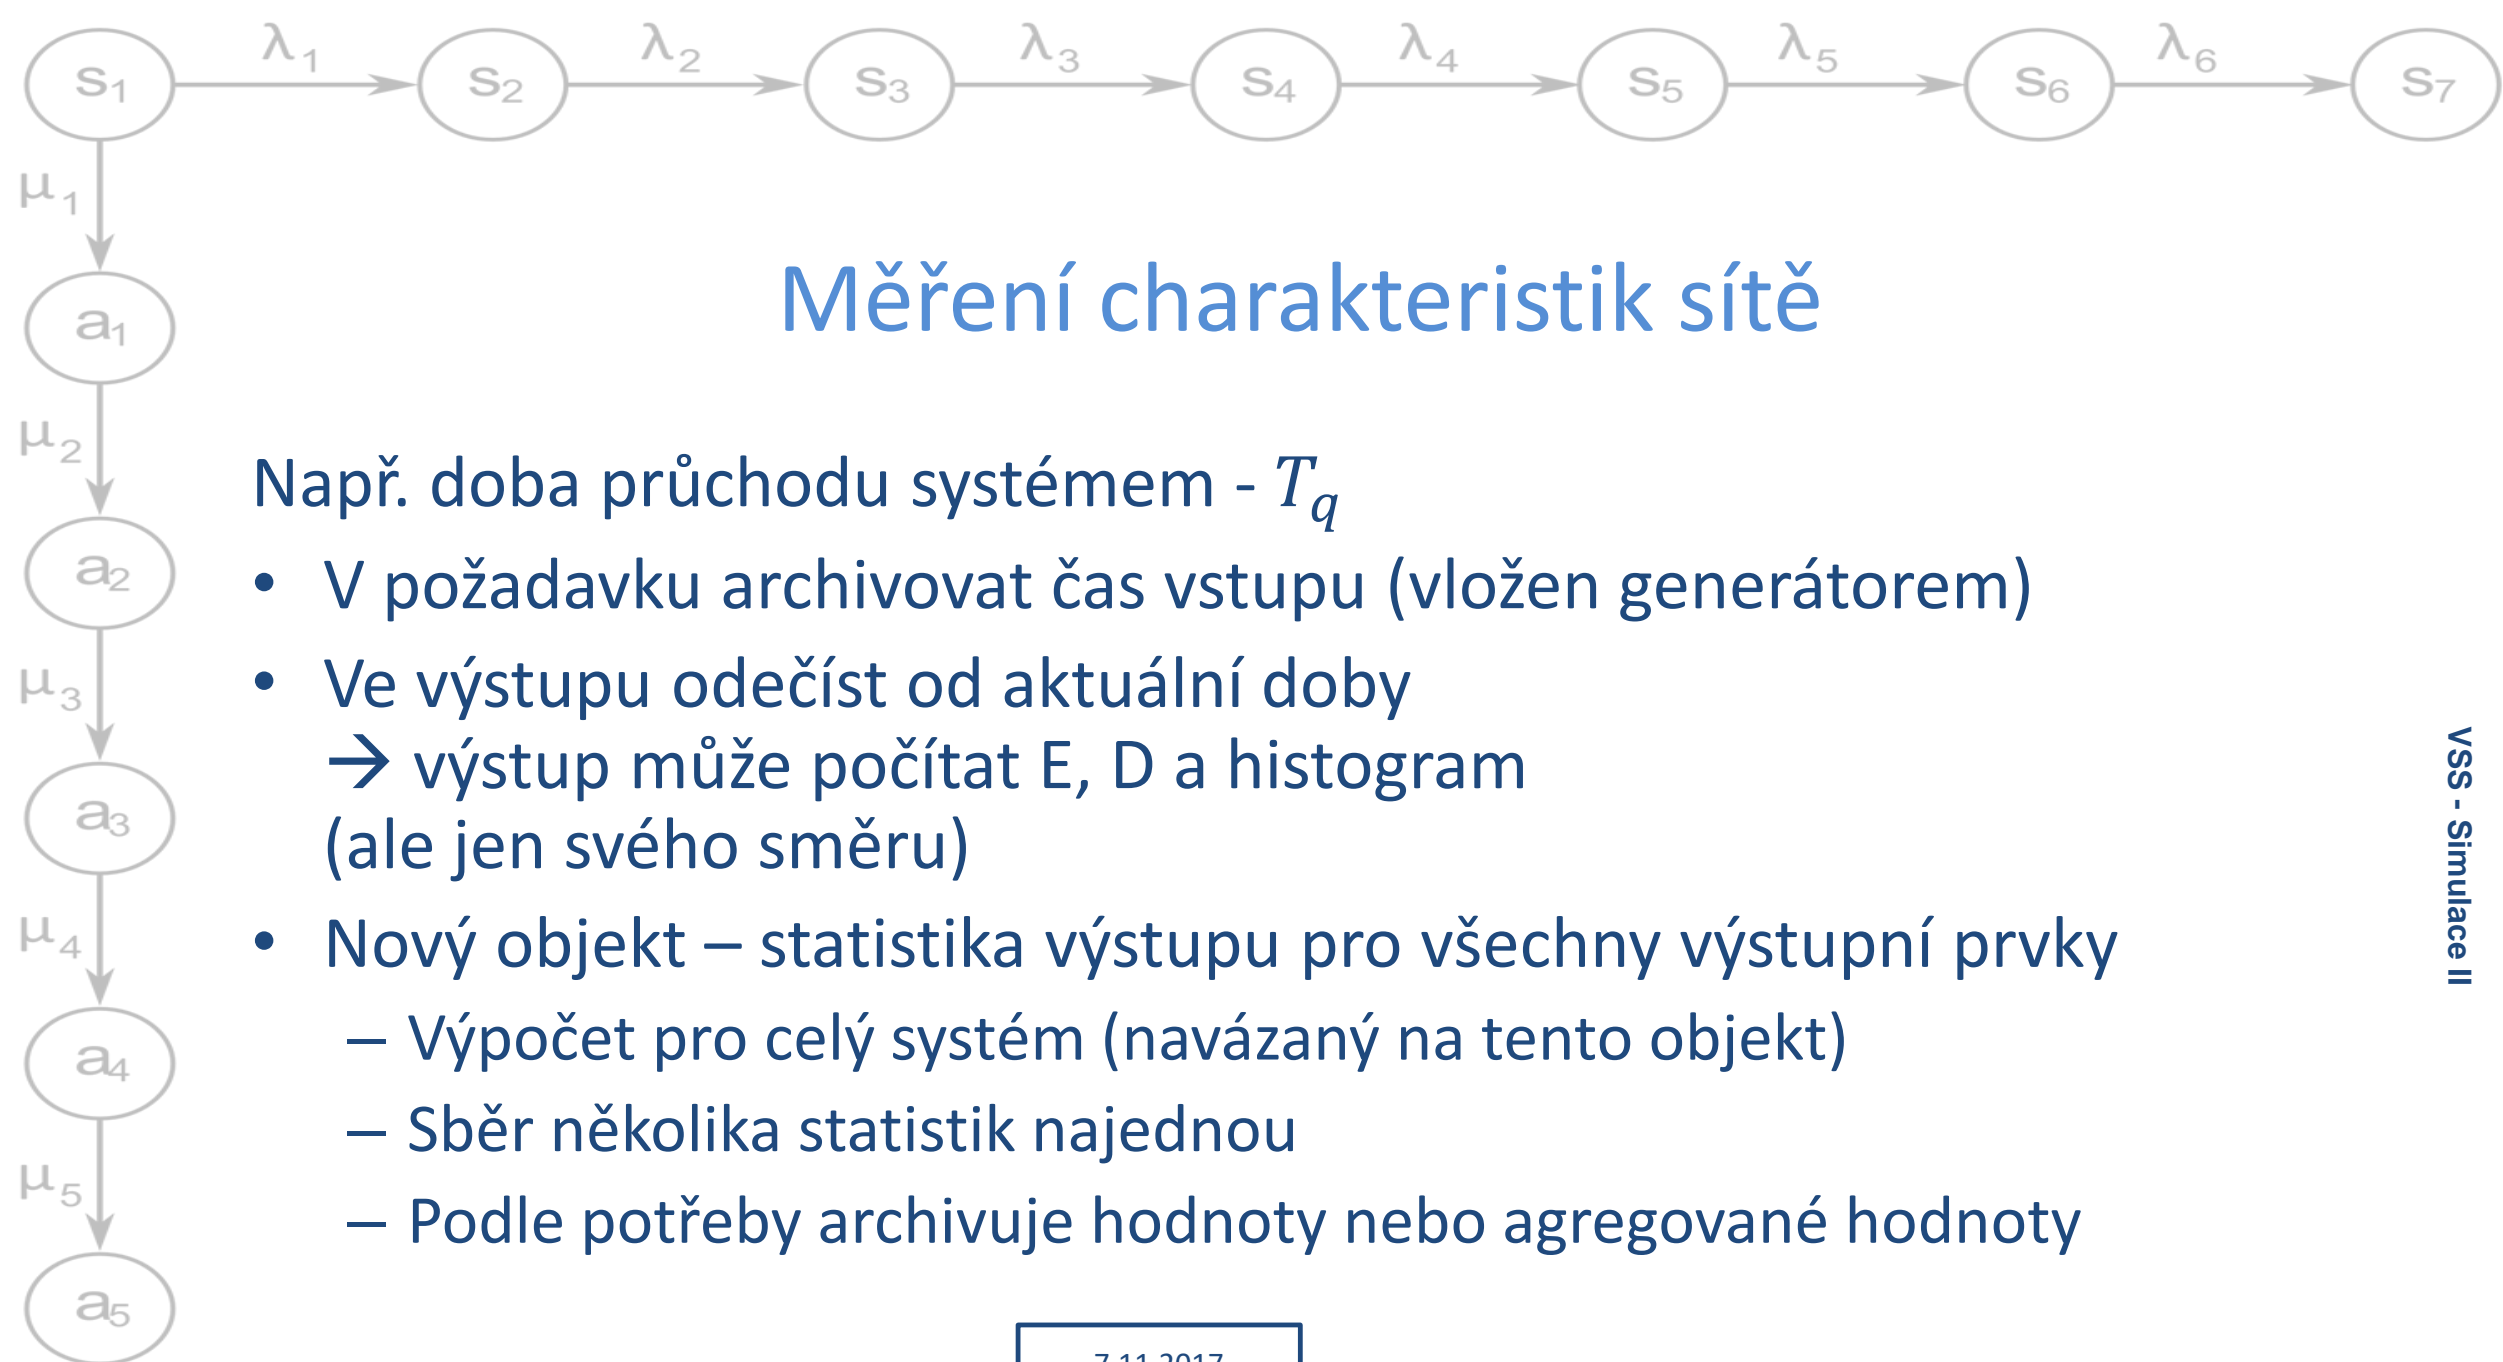 s1 λ1 s2 λ2 s3 λ3 s4 λ4 s5 λ5 s6 λ6 s7
μ1
a1
μ2
a2
μ3
a3
μ4
a4
μ5
a5
Měření charakteristik sítě
Např. doba průchodu systémem - Tq
• V požadavku archivovat čas vstupu (vložen generátorem)
• Ve výstupu odečíst od aktuální doby
→ výstup může počítat E, D a histogram
(ale jen svého směru)
• Nový objekt – statistika výstupu pro všechny výstupní prvky
– Výpočet pro celý systém (navázaný na tento objekt)
– Sběr několika statistik najednou
– Podle potřeby archivuje hodnoty nebo agregované hodnoty
VSS - Simulace II
7.11.2017